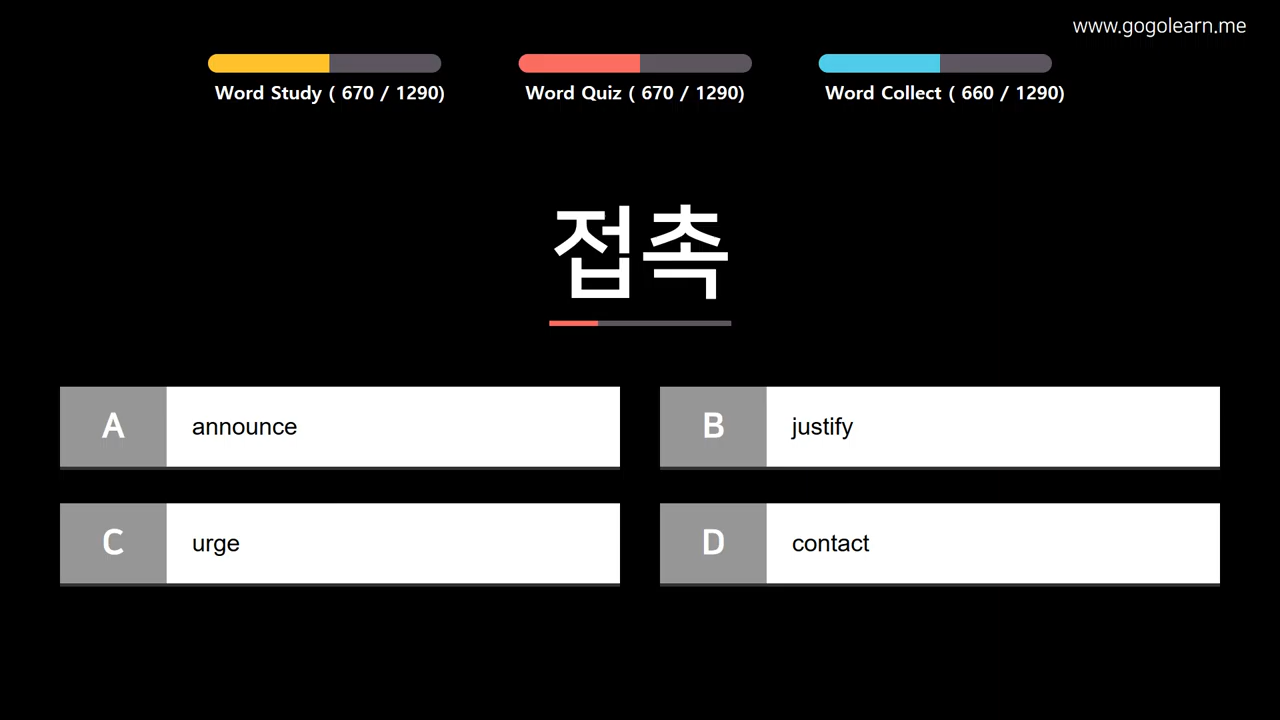 www.gogolearn.me
Word Study ( 670 / 1290)
Word Quiz ( 670 / 1290)
Word Collect ( 660 / 1290)
접촉
A announce
B justify
C urge
D contact